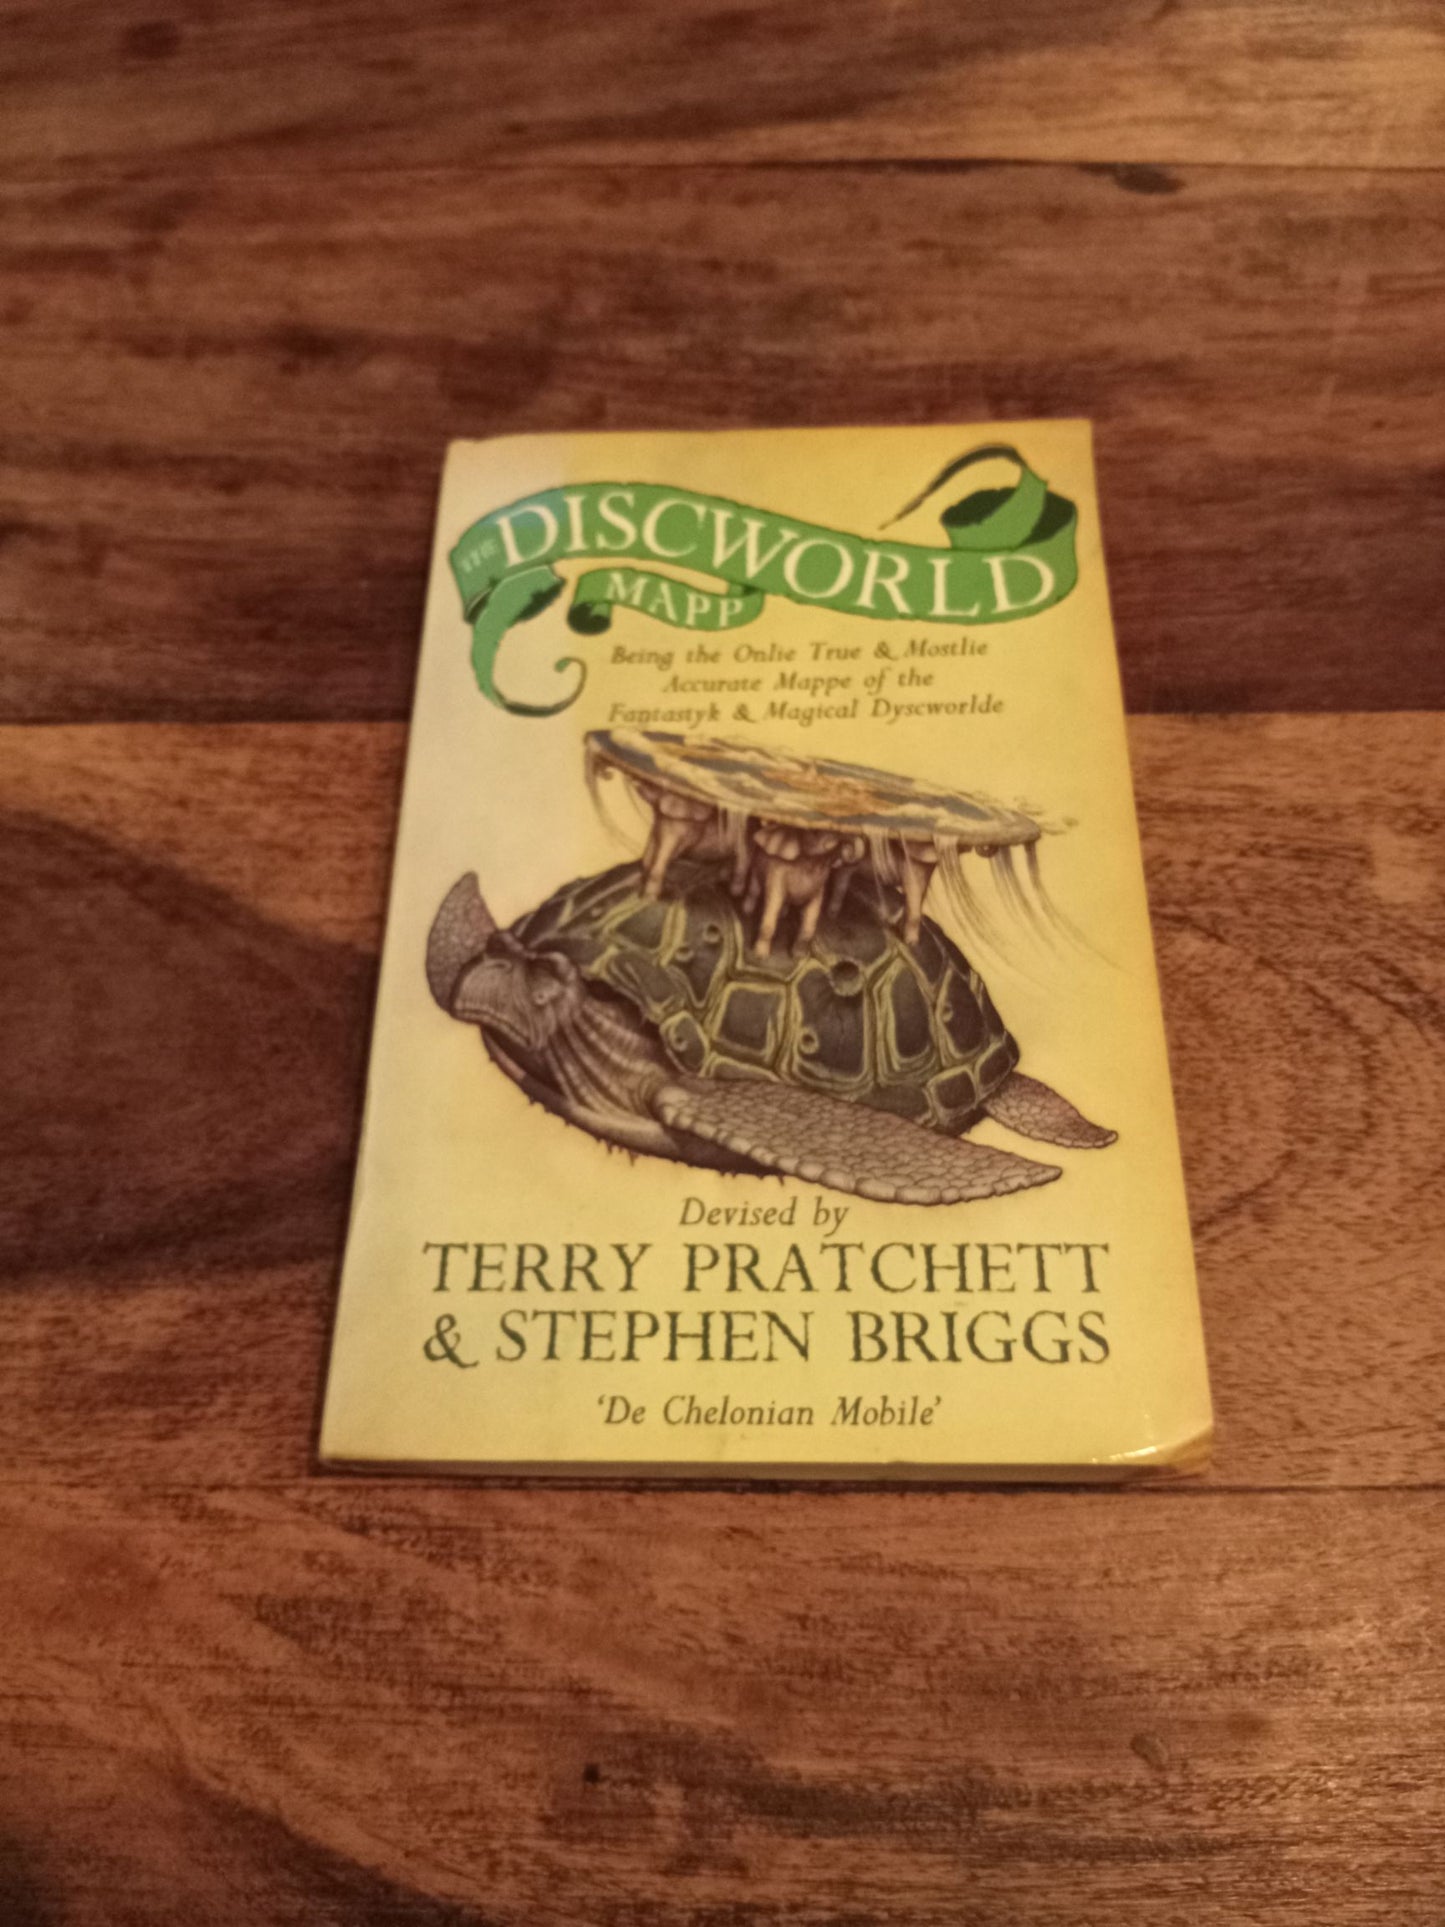 THE DISCWORLD
MAPP
Being the Onlie True & Mostlie
Accurate Mappe of the
Fantastyk & Magical Dyscworlde
Devised by
TERRY PRATCHETT
& STEPHEN BRIGGS
‘De Chelonian Mobile’